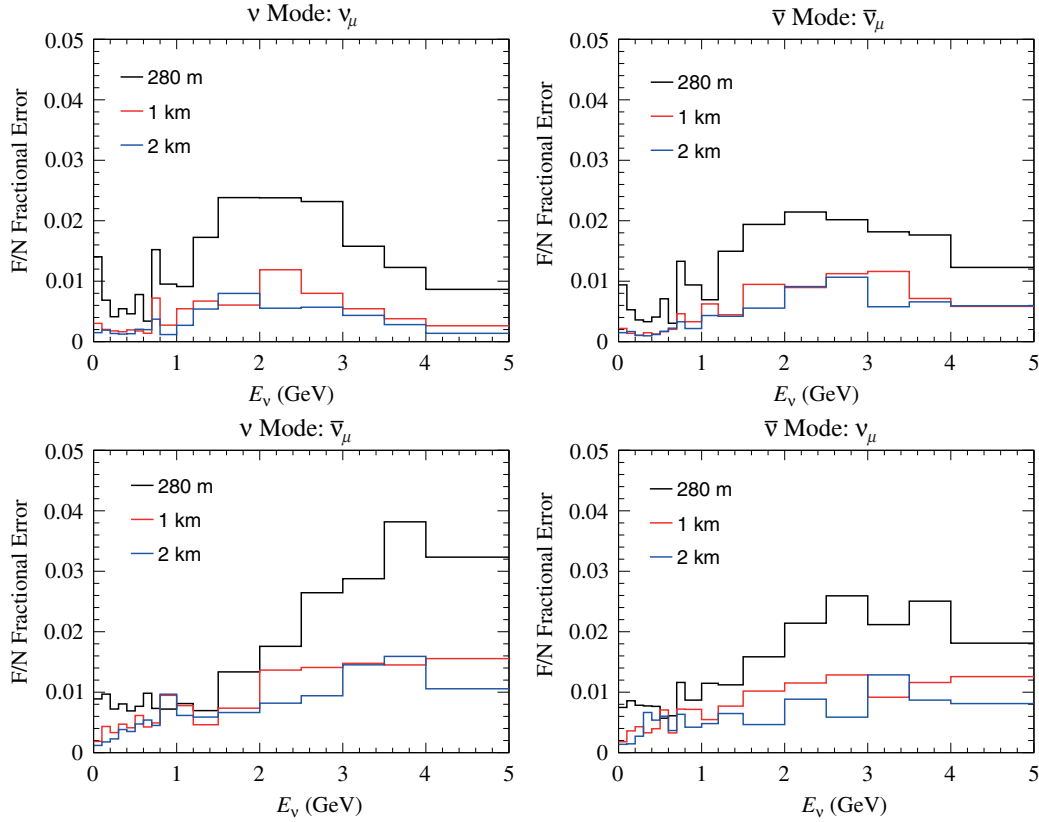 ν Mode: ν_μ
0.05
0.04
0.03
0.02
0.01
0
F/N Fractional Error
280 m
1 km
2 km
0 1 2 3 4 5
E_ν (GeV)
ν̅ Mode: ν̅_μ
0.05
0.04
0.03
0.02
0.01
0
F/N Fractional Error
280 m
1 km
2 km
0 1 2 3 4 5
E_ν (GeV)
ν Mode: ν̅_μ
0.05
0.04
0.03
0.02
0.01
0
F/N Fractional Error
280 m
1 km
2 km
0 1 2 3 4 5
E_ν (GeV)
ν̅ Mode: ν_μ
0.05
0.04
0.03
0.02
0.01
0
F/N Fractional Error
280 m
1 km
2 km
0 1 2 3 4 5
E_ν (GeV)